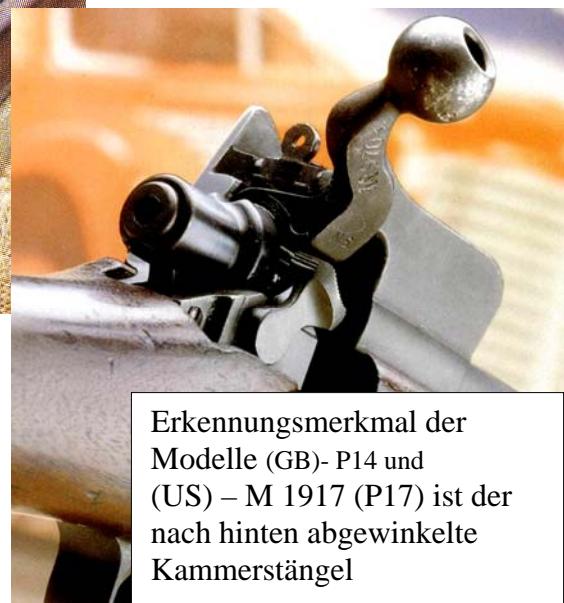 Erkennungsmerkmal der
Modelle (GB)- P14 und
(US) – M 1917 (P17) ist der
nach hinten abgewinkelte
Kammerstängel